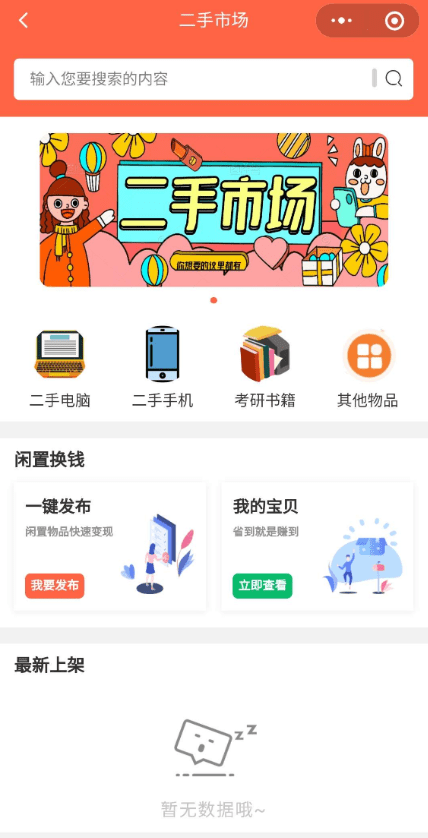 二手市场
输入您要搜索的内容
二手市场
你想要的这里都有
二手电脑
二手手机
考研书籍
其他物品
闲置换钱
一键发布
闲置物品快速变现
我要发布
我的宝贝
省到就是赚到
立即查看
最新上架
zz
暂无数据哦~